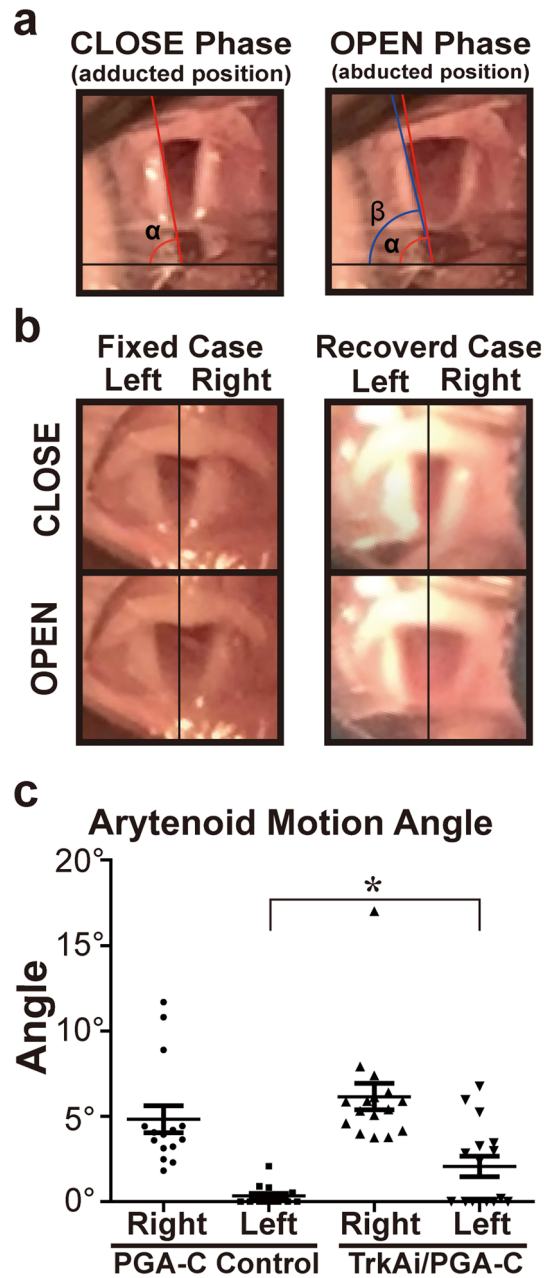 a
CLOSE Phase
(adducted position)
OPEN Phase
(abducted position)
α
β
α
b
Fixed Case
Left Right
Recoverd Case
Left Right
CLOSE
OPEN
c
Arytenoid Motion Angle
Angle
20°
15°
10°
5°
0°
*
Right Left Right Left
PGA-C Control TrkAi/PGA-C